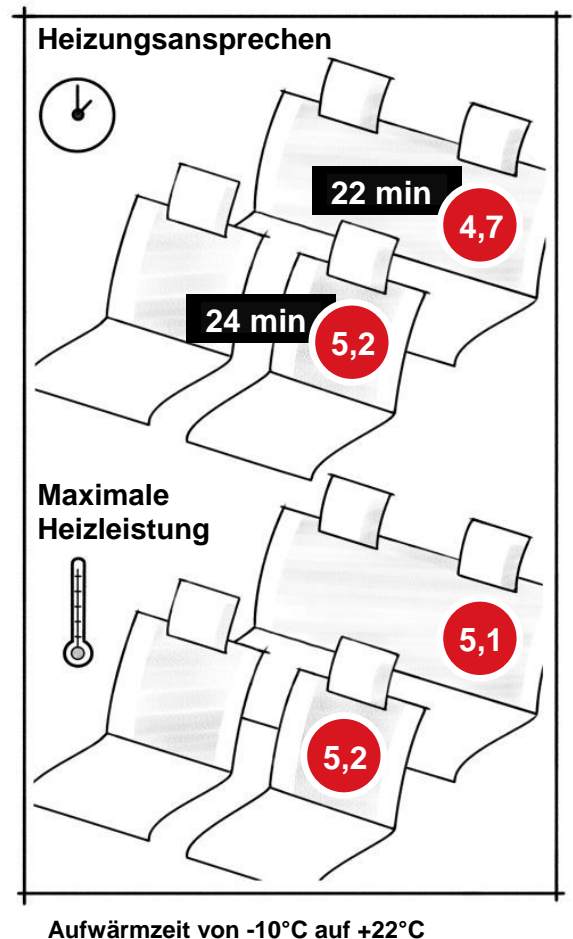 Heizungsansprechen
22 min
4,7
24 min
5,2
Maximale
Heizleistung
5,1
5,2
Aufwärmzeit von -10°C auf +22°C